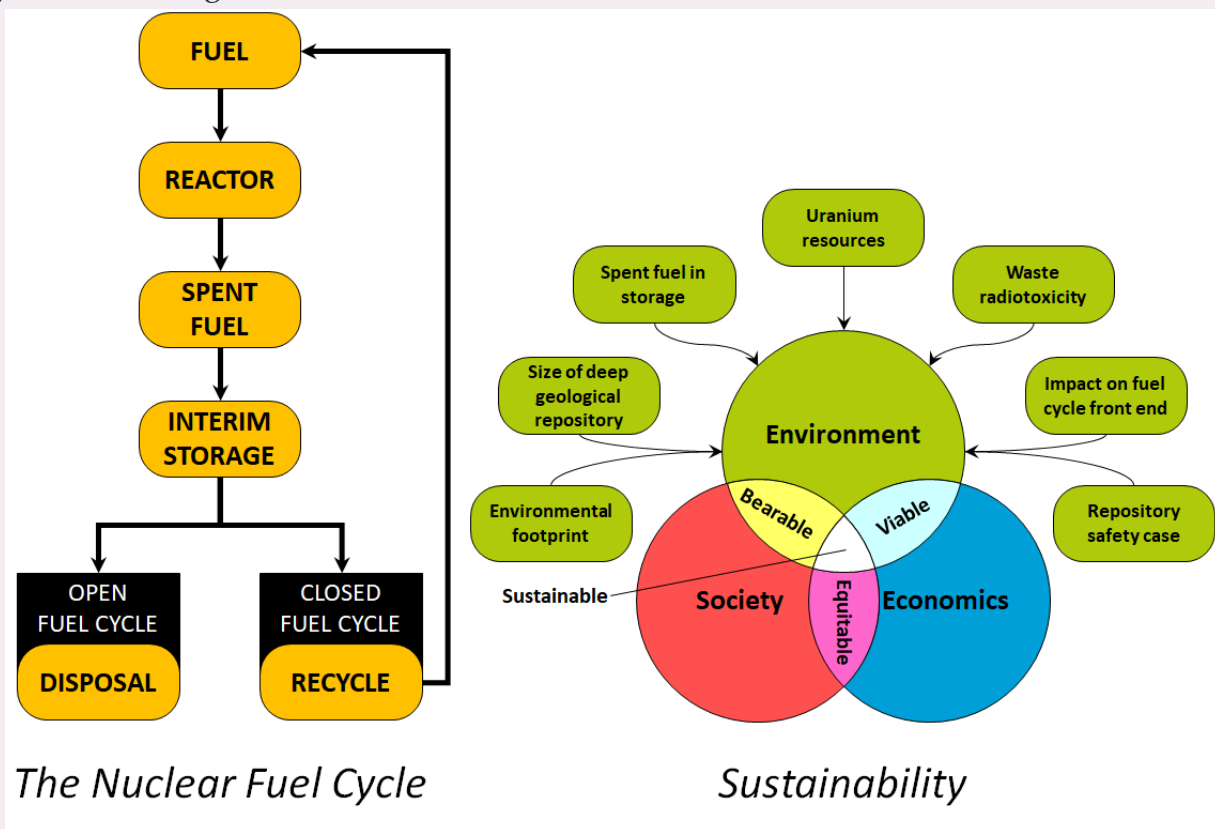 FUEL
REACTOR
SPENT
FUEL
INTERIM
STORAGE
OPEN
FUEL CYCLE
DISPOSAL
CLOSED
FUEL CYCLE
RECYCLE
The Nuclear Fuel Cycle
Uranium
resources
Spent fuel in
storage
Waste
radiotoxicity
Size of deep
geological
repository
Impact on fuel
cycle front end
Environmental
footprint
Repository
safety case
Environment
Bearable
Viable
Sustainable
Society
Equitable
Economics
Sustainability